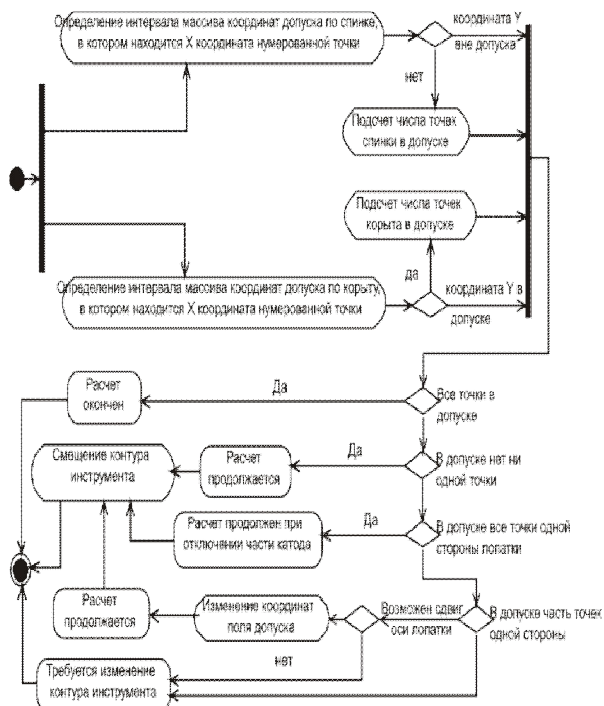 Определение интервала массива координат допуска по спинке,
в котором находится X координата нумерованной точки
координата Y
вне допуска
нет
Подсчет числа точах
спинки в допуске
Подсчет числа точек
корыта в допуске
да
Определение интервала массива координат допуска по корыту,
в котором находится X координата нумерованной точки
координата Y в
допуске
Расчет
окончен
Да
Все точки в
допуске
Смещение контура
инструмента
Расчет
продолжается
Да
В допуске нет ни
одной точки
Расчет продолжен при
отключении части катода
Да
В допуске все точки одной
стороны лопатки
Расчет
продолжается
Изменение координат
поля допуска
Возможен сдвиг
оси лопатки
В допуске часть точек
одной стороны
нет
Требуется изменение
контура инструмента